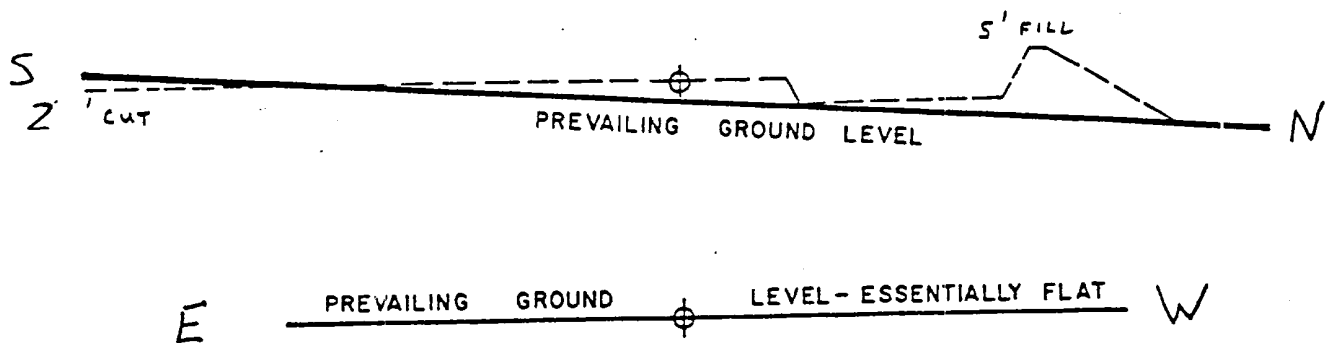 5' FILL
S
2' CUT
PREVAILING GROUND LEVEL
N
E PREVAILING GROUND LEVEL - ESSENTIALLY FLAT W